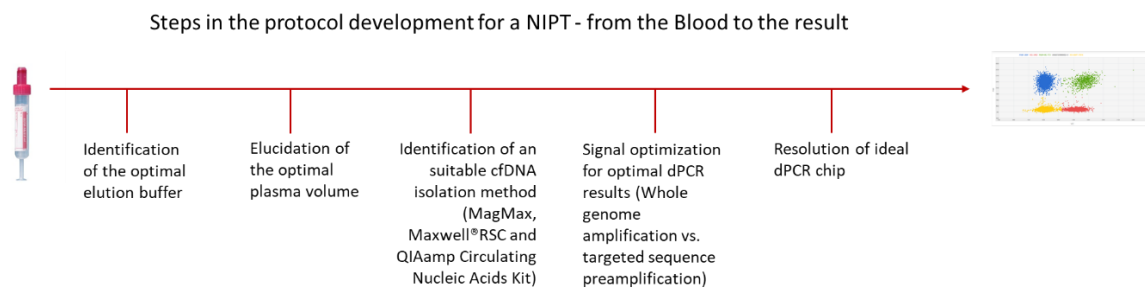 Steps in the protocol development for a NIPT - from the Blood to the result
Identification
of the optimal
elution buffer
Elucidation of
the optimal
plasma volume
Identification of an
suitable cfDNA
isolation method
(MagMax,
Maxwell®RSC and
QIAamp Circulating
Nucleic Acids Kit)
Signal optimization
for optimal dPCR
results (Whole
genome
amplification vs.
targeted sequence
preamplification)
Resolution of ideal
dPCR chip